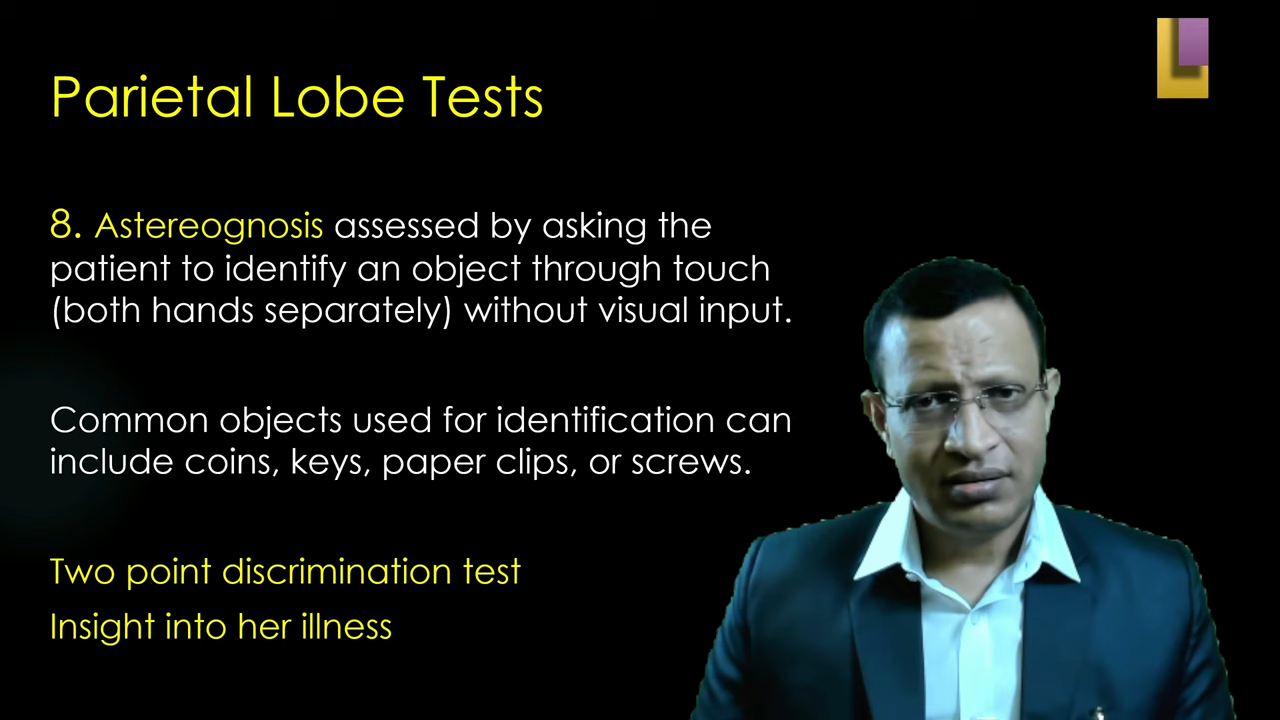 Parietal Lobe Tests
8. Astereognosis assessed by asking the
patient to identify an object through touch
(both hands separately) without visual input.
Common objects used for identification can
include coins, keys, paper clips, or screws.
Two point discrimination test
Insight into her illness